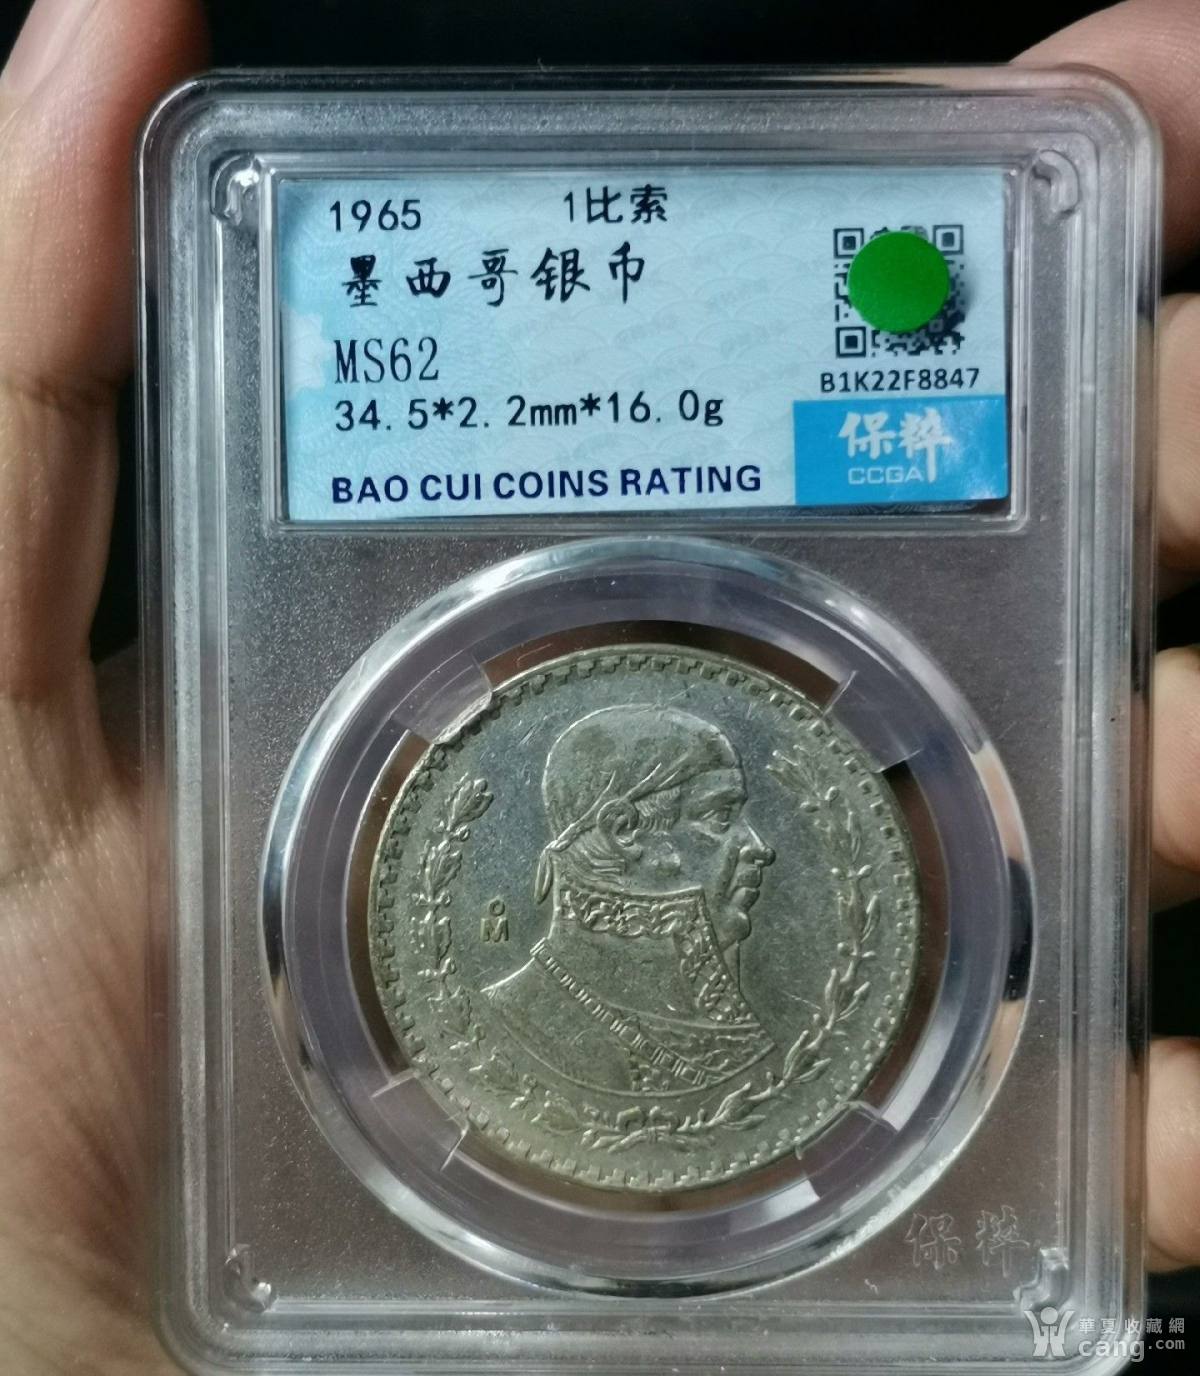 1965 1比索
墨西哥银币
MS62
34.5*2.2mm*16.0g
BAO CUI COINS RATING
B1K22F8847
保粹
CCGA
oM
保粹
華夏收藏網
cang.com